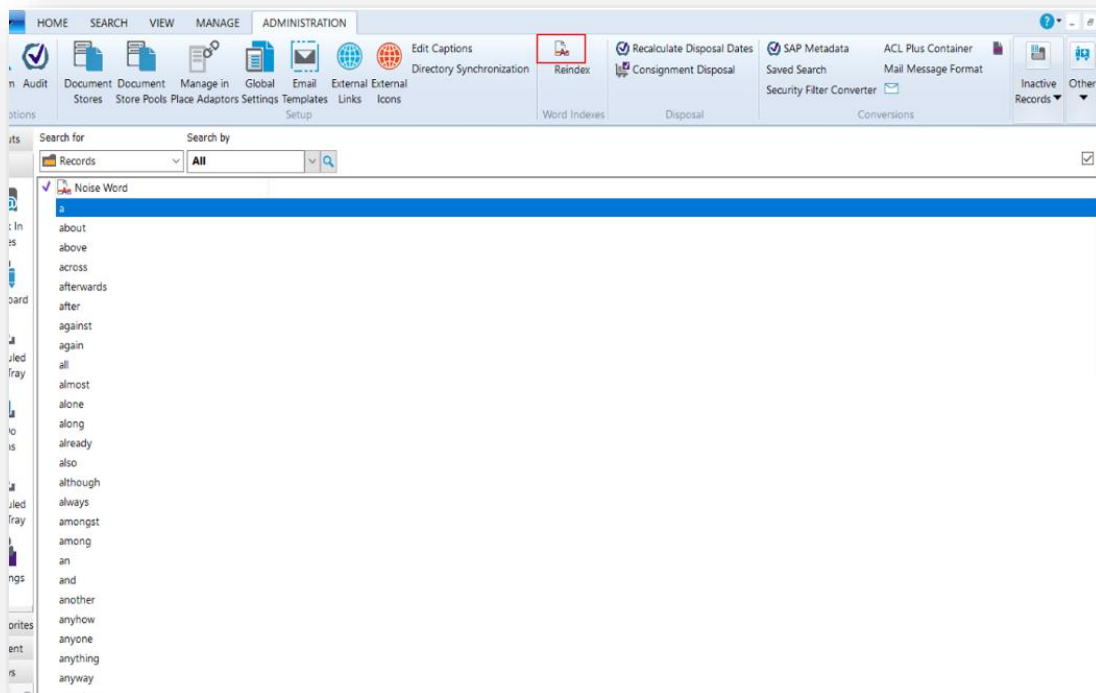 HOME SEARCH VIEW MANAGE ADMINISTRATION
Audit
Document Stores
Document Store Pools
Manage in Place Adaptors
Global Settings
Email Templates
External Links
External Icons
Edit Captions
Directory Synchronization
Setup
Reindex
Word Indexes
Recalculate Disposal Dates
Consignment Disposal
Disposal
SAP Metadata
Saved Search
Security Filter Converter
ACL Plus Container
Mail Message Format
Conversions
Inactive Records
Other
Search for
Search by
Records
All
Noise Word
a
about
above
across
afterwards
after
against
again
all
almost
alone
along
already
also
although
always
amongst
among
an
and
another
anyhow
anyone
anything
anyway